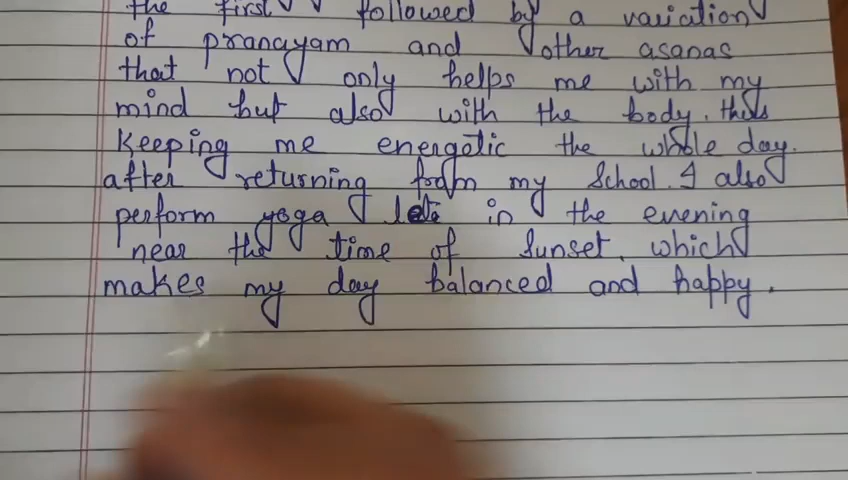 the first followed by a variation
of pranayam and other asanas
that not only helps me with my
mind but also with the body. thus
Keeping me energetic the whole day.
after returning from my School. I also
perform yoga late in the evening
near the time of Sunset. which
makes my day balanced and happy.